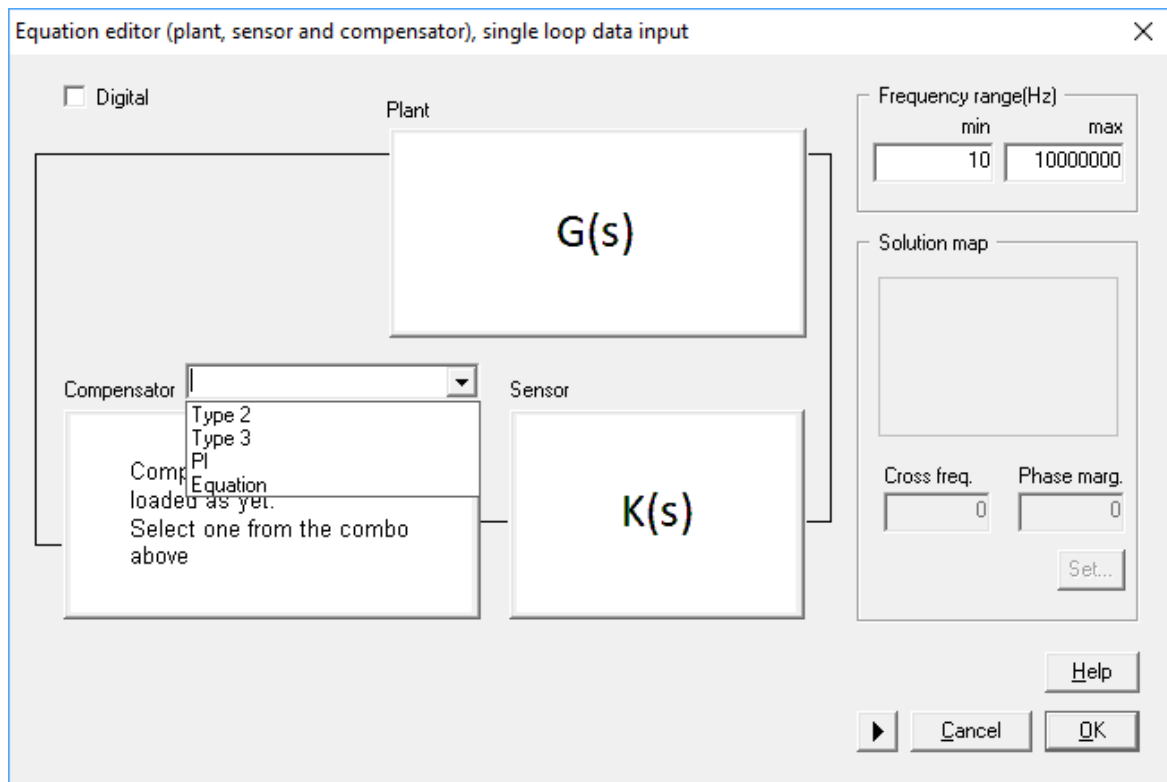 Equation editor (plant, sensor and compensator), single loop data input
Digital
Plant
G(s)
Frequency range(Hz)
min max
10 10000000
Solution map
Compensator
Type 2
Type 3
PI
Equation
loaded as yet.
Select one from the combo
above
Sensor
K(s)
Cross freq. Phase marg.
0 0
Set...
Help
Cancel OK